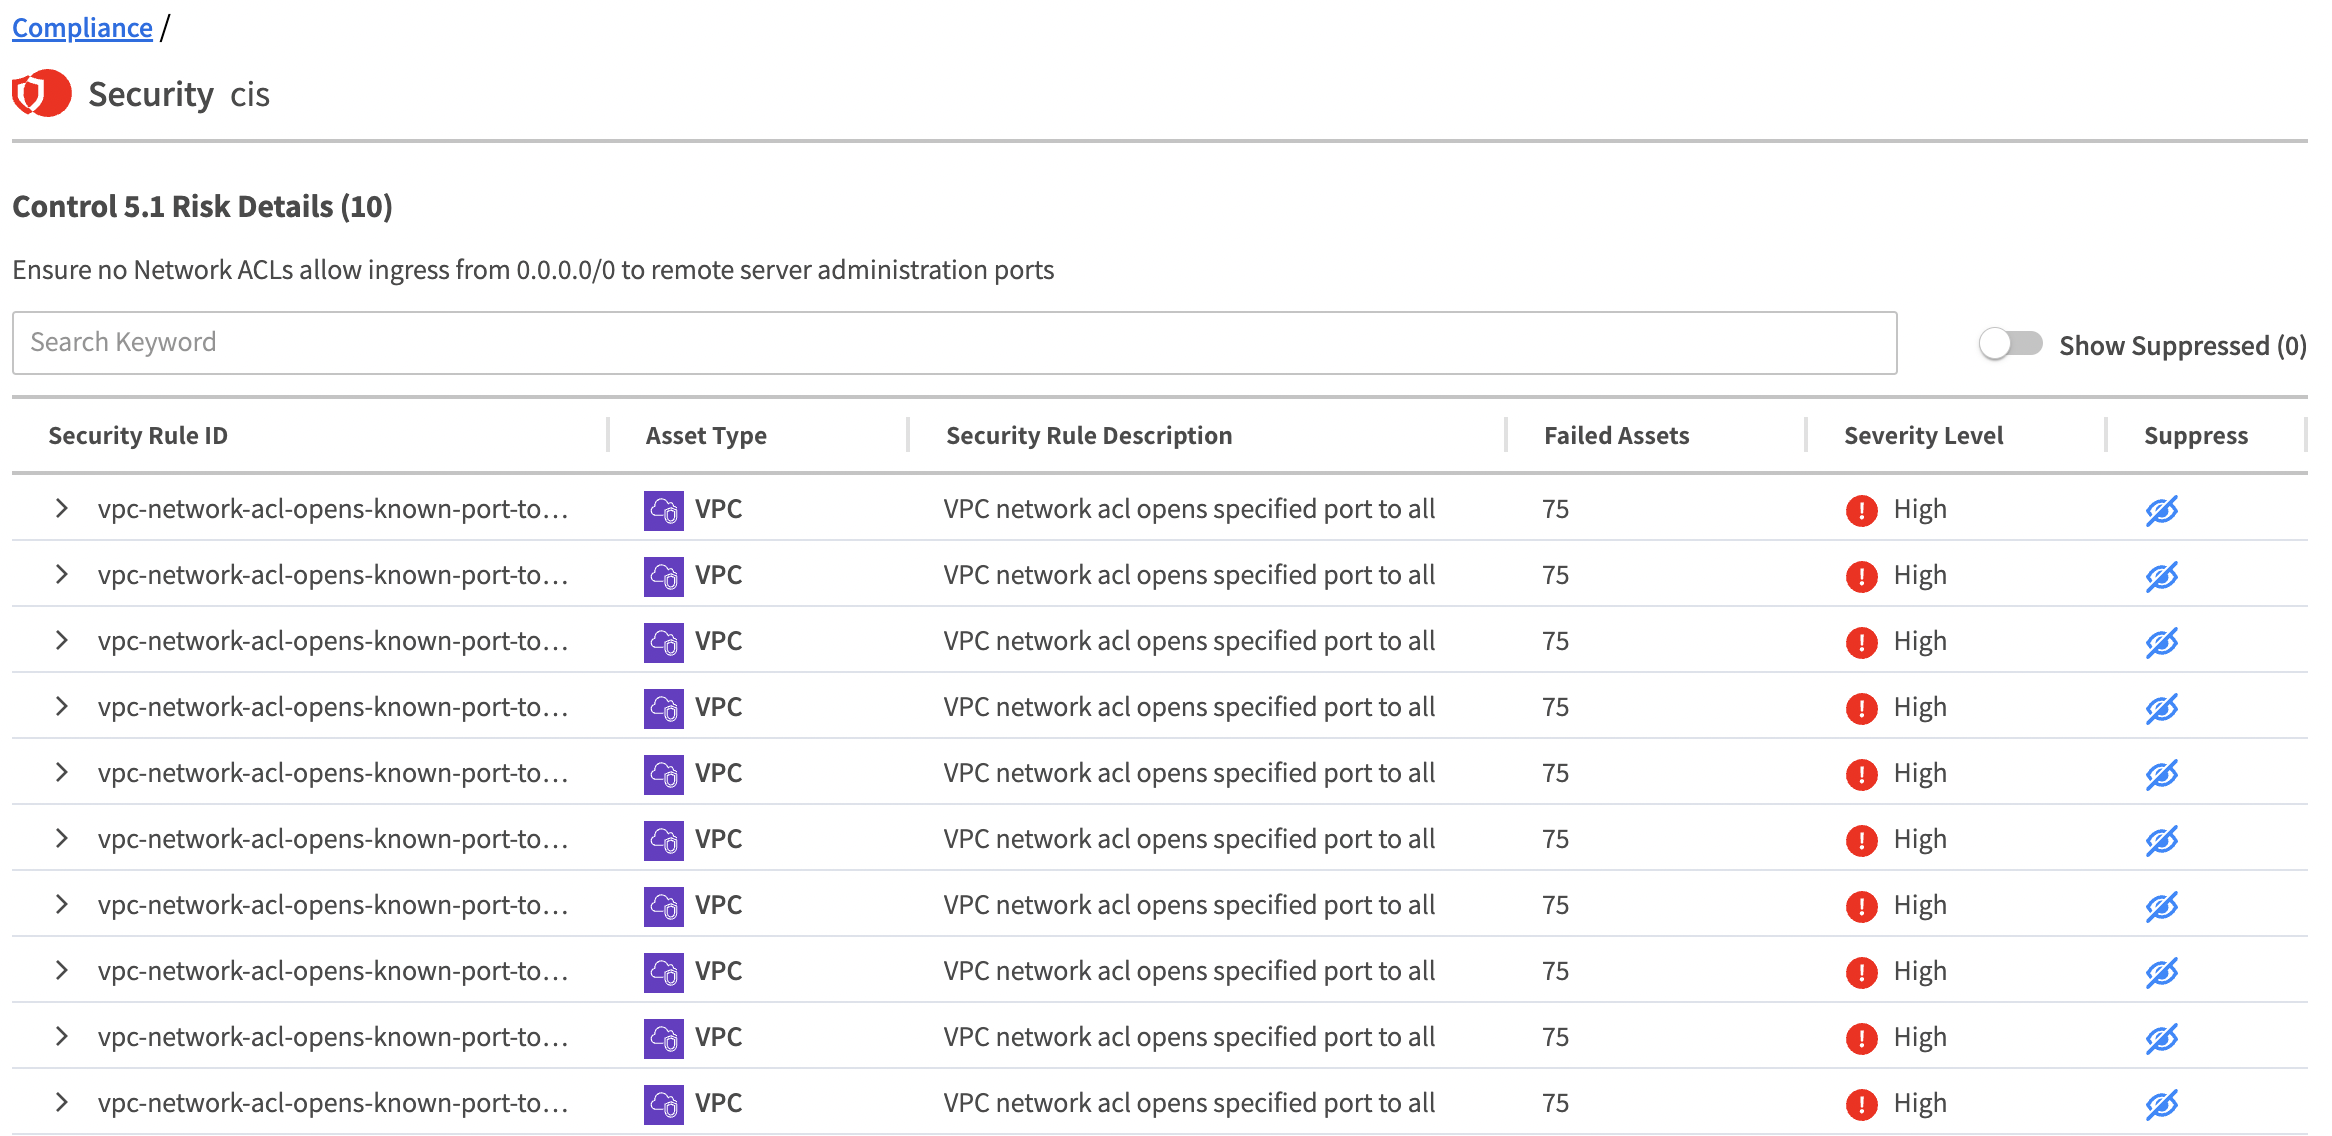 Compliance /
Security cis
Control 5.1 Risk Details (10)
Ensure no Network ACLs allow ingress from 0.0.0.0/0 to remote server administration ports
Search Keyword Show Suppressed (0)
Security Rule ID Asset Type Security Rule Description Failed Assets Severity Level Suppress
vpc-network-acl-opens-known-port-to... VPC VPC network acl opens specified port to all 75 High
vpc-network-acl-opens-known-port-to... VPC VPC network acl opens specified port to all 75 High
vpc-network-acl-opens-known-port-to... VPC VPC network acl opens specified port to all 75 High
vpc-network-acl-opens-known-port-to... VPC VPC network acl opens specified port to all 75 High
vpc-network-acl-opens-known-port-to... VPC VPC network acl opens specified port to all 75 High
vpc-network-acl-opens-known-port-to... VPC VPC network acl opens specified port to all 75 High
vpc-network-acl-opens-known-port-to... VPC VPC network acl opens specified port to all 75 High
vpc-network-acl-opens-known-port-to... VPC VPC network acl opens specified port to all 75 High
vpc-network-acl-opens-known-port-to... VPC VPC network acl opens specified port to all 75 High
vpc-network-acl-opens-known-port-to... VPC VPC network acl opens specified port to all 75 High